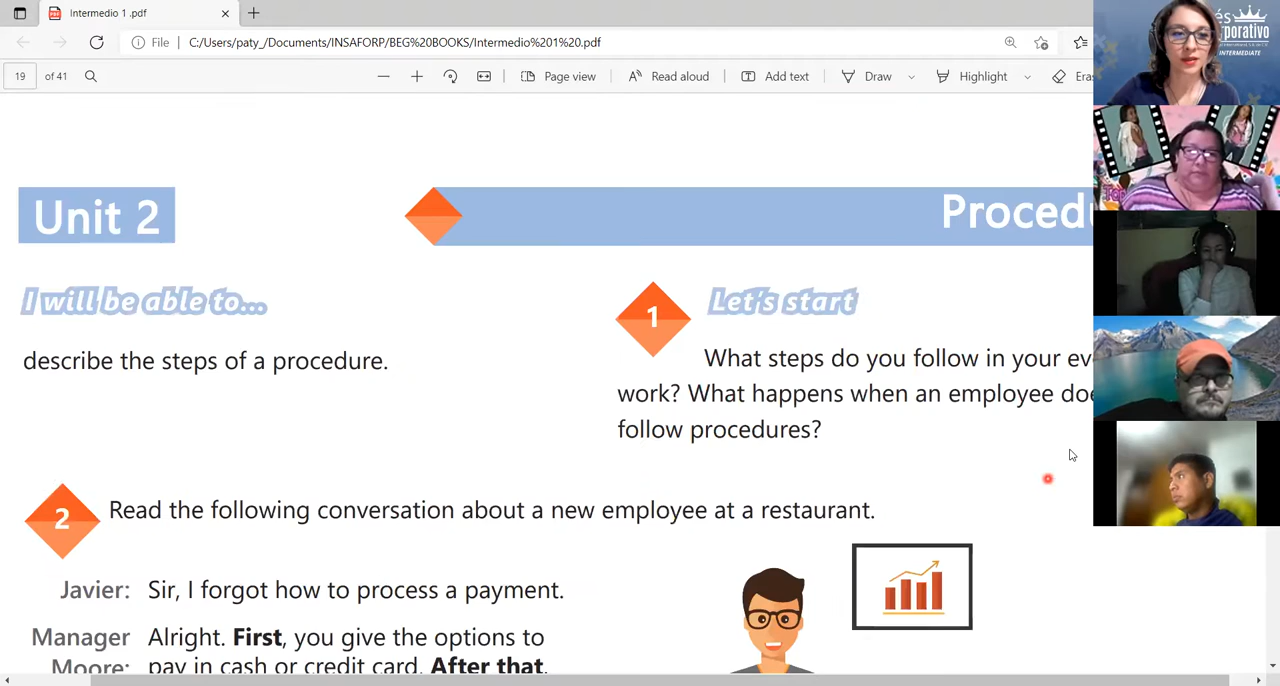 Intermedio 1 .pdf
File
C:/Users/paty_/Documents/INSAFORP/BEG%20BOOKS/Intermedio%201%20.pdf
19 of 41
Page view
Read aloud
Add text
Draw
Highlight
és
rporativo
INTERMEDIATE
Unit 2
Procedu
I will be able to...
describe the steps of a procedure.
1
Let's start
What steps do you follow in your ev
work? What happens when an employee doe
follow procedures?
2
Read the following conversation about a new employee at a restaurant.
Javier: Sir, I forgot how to process a payment.
Manager Alright. First, you give the options to
Moore: pay in cash or credit card. After that,